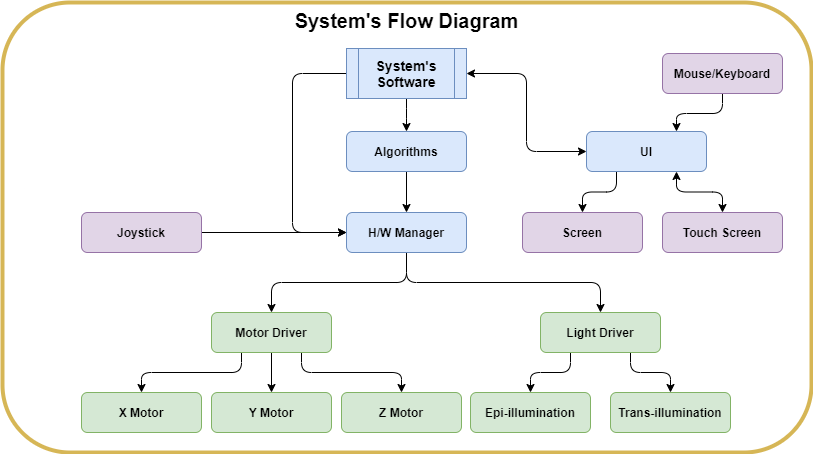 System's Flow Diagram
System's
Software
Mouse/Keyboard
Algorithms
UI
Joystick
H/W Manager
Screen
Touch Screen
Motor Driver
Light Driver
X Motor
Y Motor
Z Motor
Epi-illumination
Trans-illumination